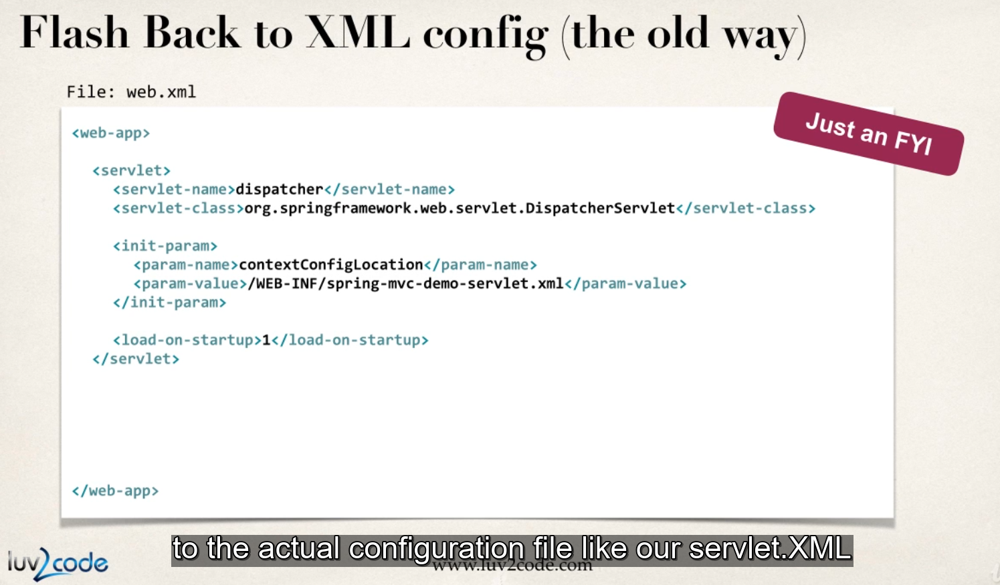 Flash Back to XML config (the old way)
File: web.xml
Just an FYI
<web-app>
<servlet>
<servlet-name>dispatcher</servlet-name>
<servlet-class>org.springframework.web.servlet.DispatcherServlet</servlet-class>
<init-param>
<param-name>contextConfigLocation</param-name>
<param-value>/WEB-INF/spring-mvc-demo-servlet.xml</param-value>
</init-param>
<load-on-startup>1</load-on-startup>
</servlet>
</web-app>
to the actual configuration file like our servlet.XML
luv2code
www.luv2code.com